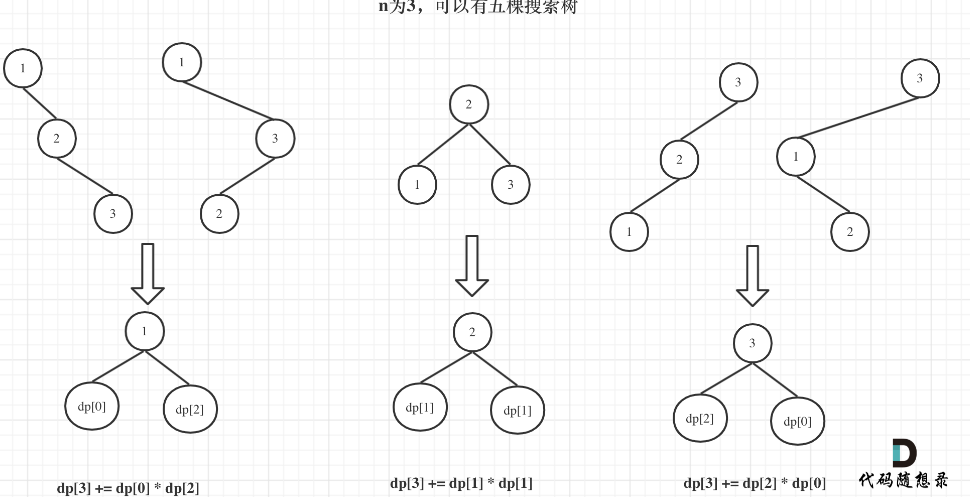 n为3，可以有五棵搜索树
1
2
3
1
3
2
2
1
3
3
2
1
3
1
2
1
dp[0]
dp[2]
dp[3] += dp[0] * dp[2]
2
dp[1]
dp[1]
dp[3] += dp[1] * dp[1]
3
dp[2]
dp[0]
dp[3] += dp[2] * dp[0]
代码随想录